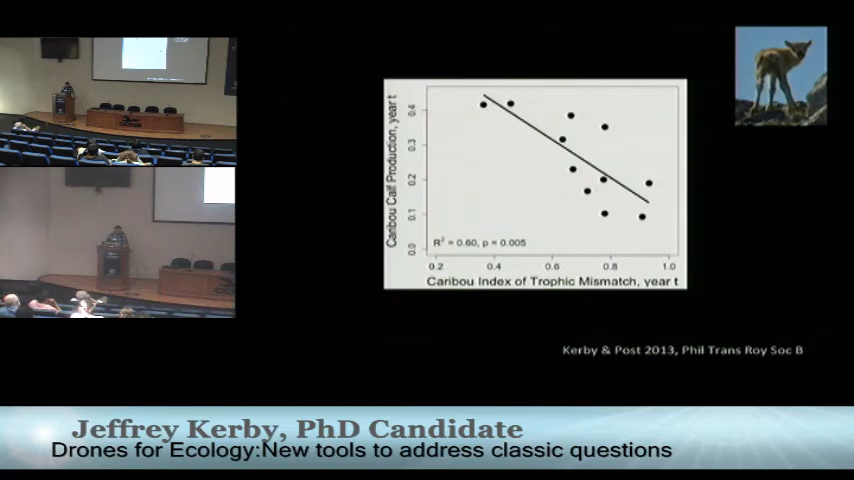 Caribou Calf Production, year t
0.4
0.3
0.2
0.1
0.0
R² = 0.60, p = 0.005
0.2 0.4 0.6 0.8 1.0
Caribou Index of Trophic Mismatch, year t
Kerby & Post 2013, Phil Trans Roy Soc B
Jeffrey Kerby, PhD Candidate
Drones for Ecology:New tools to address classic questions